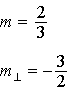 m = 2/3
m⊥ = -3/2